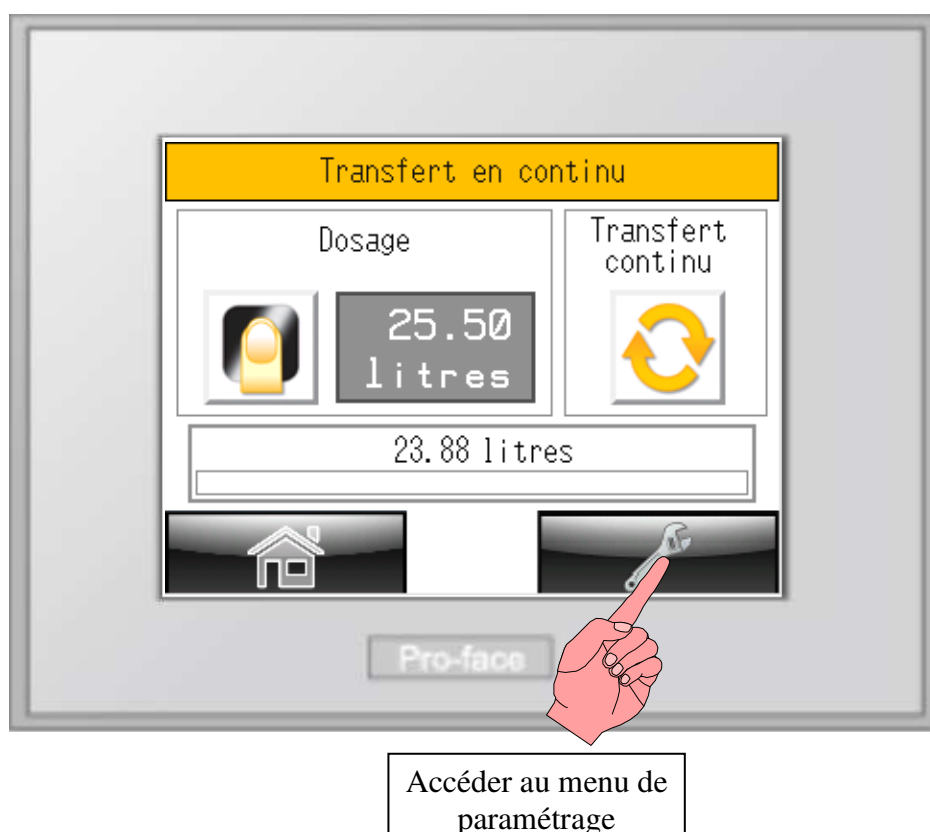 Transfert en continu
Dosage
Transfert
continu
25.50
litres
23.88 litres
Pro-face
Accéder au menu de
paramétrage